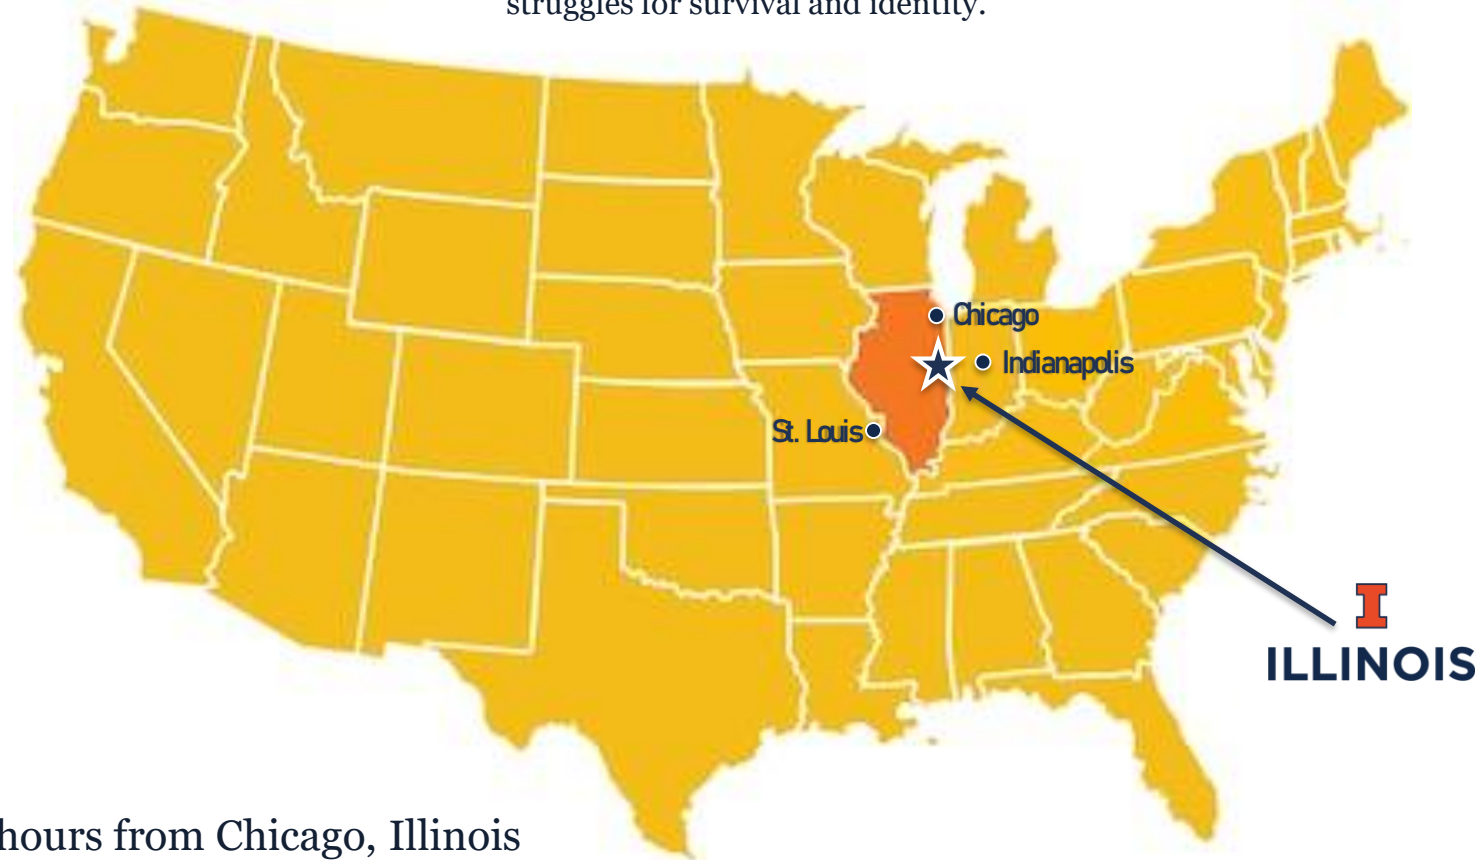 struggles for survival and identity.
Chicago
Indianapolis
St. Louis
I
ILLINOIS
hours from Chicago, Illinois